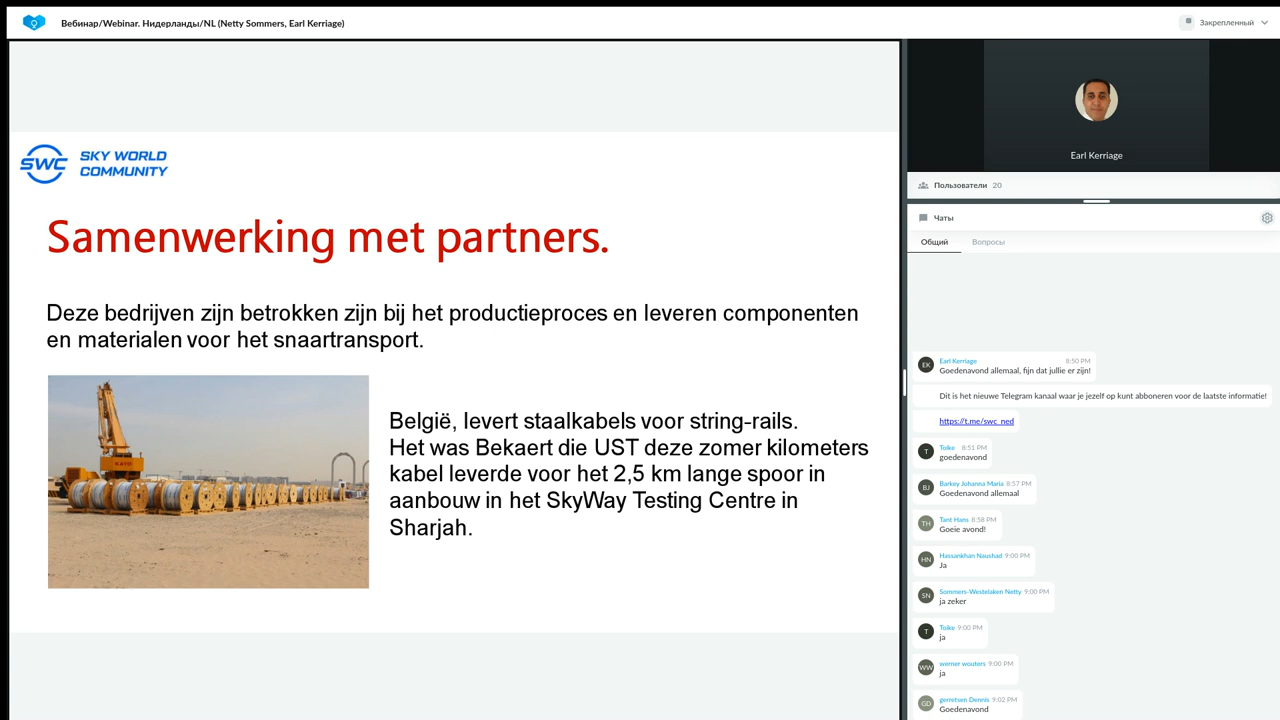 Вебинар/Webinar. Нидерланды/NL (Netty Sommers, Earl Kerriage)
Закрепленный
SWC SKY WORLD
COMMUNITY
Samenwerking met partners.
Deze bedrijven zijn betrokken zijn bij het productieproces en leveren componenten
en materialen voor het snaartransport.
KATO
België, levert staalkabels voor string-rails.
Het was Bekaert die UST deze zomer kilometers
kabel leverde voor het 2,5 km lange spoor in
aanbouw in het SkyWay Testing Centre in
Sharjah.
Earl Kerriage
Пользователи 20
Чаты
Общий Вопросы
EK Earl Kerriage 8:50 PM
Goedenavond allemaal, fijn dat jullie er zijn!
Dit is het nieuwe Telegram kanaal waar je jezelf op kunt abboneren voor de laatste informatie!
https://t.me/swc_ned
T Toike 8:51 PM
goedenavond
BJ Barkey Johanna Maria 8:57 PM
Goedenavond allemaal
TH Tant Hans 8:58 PM
Goeie avond!
HN Hassankhan Naushad 9:00 PM
Ja
SN Sommers-Westelaken Netty 9:00 PM
ja zeker
T Toike 9:00 PM
ja
WW werner wouters 9:00 PM
ja
GD gerretsen Dennis 9:02 PM
Goedenavond